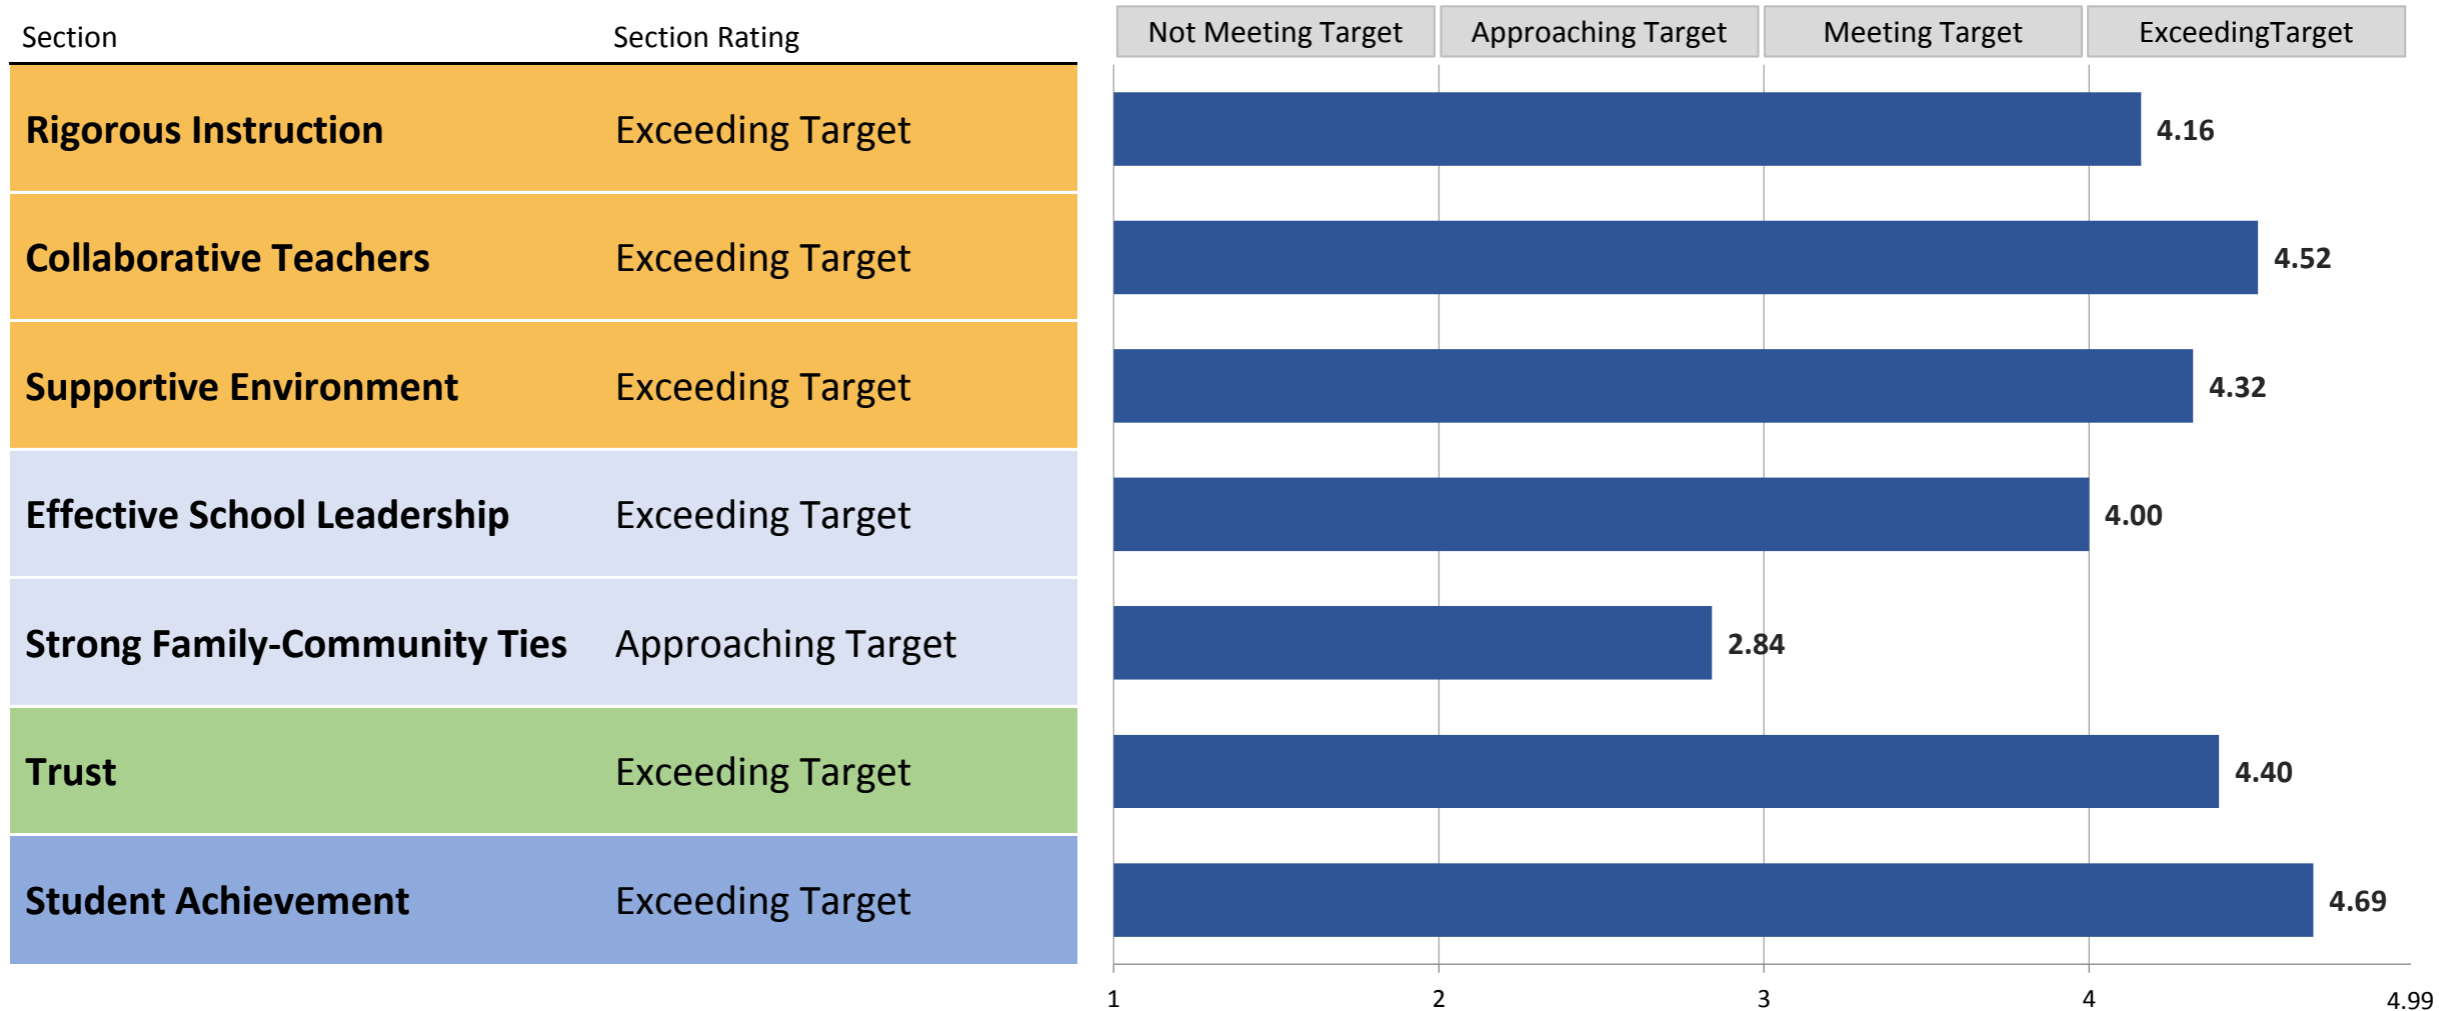 Section Section Rating Not Meeting Target Approaching Target Meeting Target ExceedingTarget
Rigorous Instruction Exceeding Target 4.16
Collaborative Teachers Exceeding Target 4.52
Supportive Environment Exceeding Target 4.32
Effective School Leadership Exceeding Target 4.00
Strong Family-Community Ties Approaching Target 2.84
Trust Exceeding Target 4.40
Student Achievement Exceeding Target 4.69
1 2 3 4 4.99